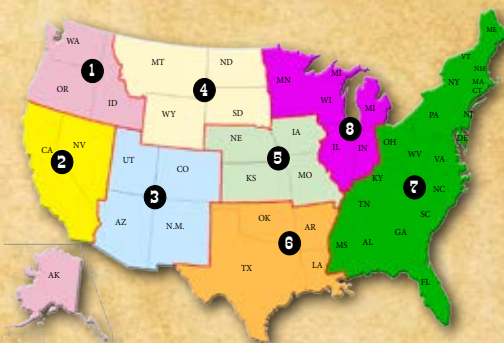 WA
OR
ID
1
MT
ND
WY
SD
4
CA
NV
2
UT
CO
AZ
N.M.
3
NE
IA
KS
MO
5
OK
AR
TX
LA
6
MN
MI
WI
MI
IL
IN
8
ME
VT
NH
NY
MA
CT
PA
NJ
OH
DE
WV
VA
KY
7
NC
TN
SC
MS
AL
GA
FL
AK